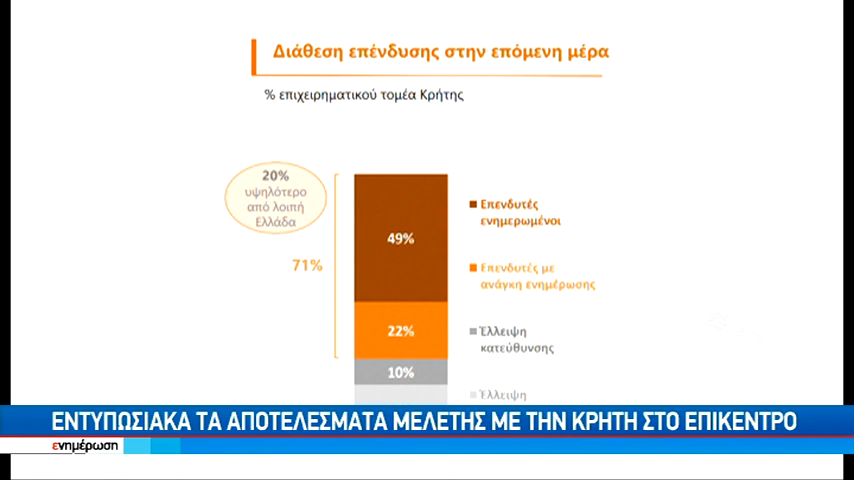 Διάθεση επένδυσης στην επόμενη μέρα
% επιχειρηματικού τομέα Κρήτης
20%
υψηλότερο
από λοιπή
Ελλάδα
71%
49%
22%
10%
Επενδυτές
ενημερωμένοι
Επενδυτές με
ανάγκη ενημέρωσης
Έλλειψη
κατεύθυνσης
Έλλειψη
ΕΝΤΥΠΩΣΙΑΚΑ ΤΑ ΑΠΟΤΕΛΕΣΜΑΤΑ ΜΕΛΕΤΗΣ ΜΕ ΤΗΝ ΚΡΗΤΗ ΣΤΟ ΕΠΙΚΕΝΤΡΟ
ενημέρωση